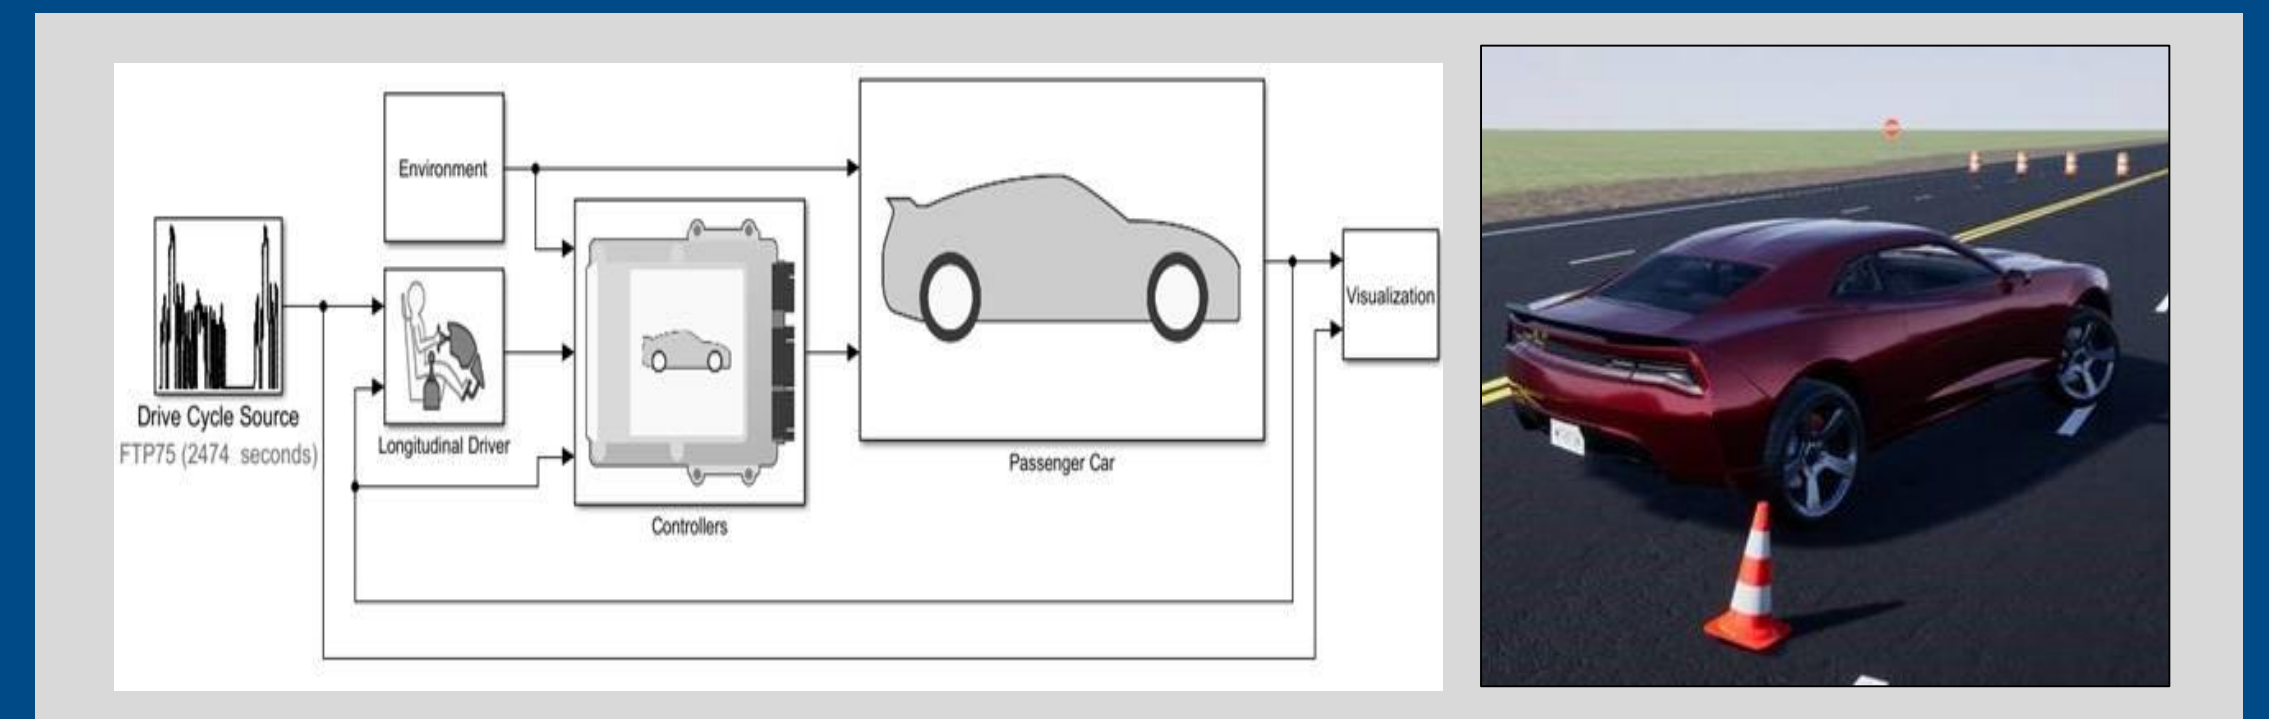 Environment
Drive Cycle Source
FTP75 (2474 seconds)
Longitudinal Driver
Controllers
Passenger Car
Visualization